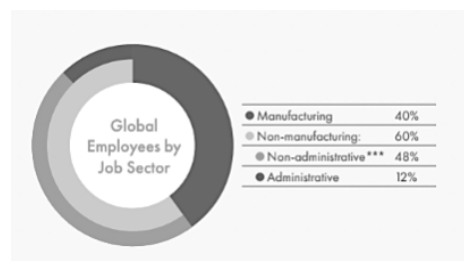 Global
Employees by
Job Sector
Manufacturing 40%
Non-manufacturing: 60%
Non-administrative*** 48%
Administrative 12%